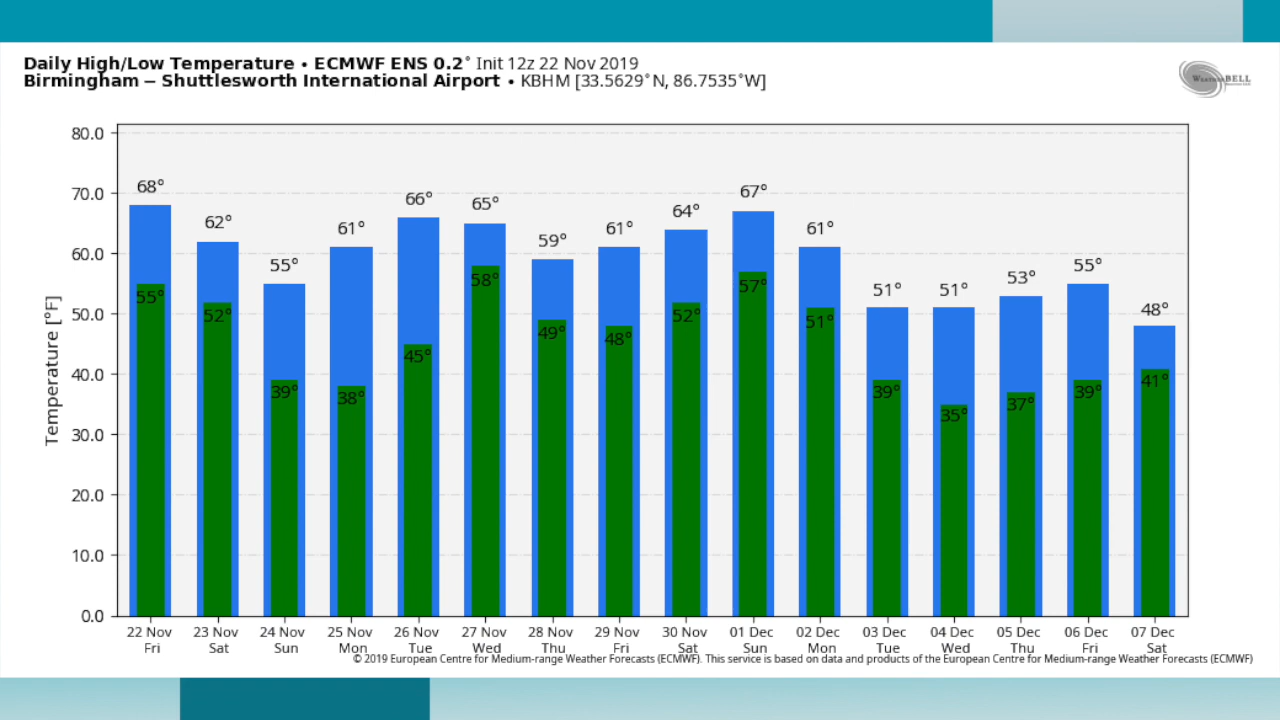 Daily High/Low Temperature • ECMWF ENS 0.2° Init 12z 22 Nov 2019
Birmingham – Shuttlesworth International Airport • KBHM [33.5629°N, 86.7535°W]
WeatherBELL
Temperature [°F]
80.0
70.0
60.0
50.0
40.0
30.0
20.0
10.0
0.0
68° 62° 55° 61° 66° 65° 59° 61° 64° 67° 61° 51° 51° 53° 55° 48°
55° 52° 39° 38° 45° 58° 49° 48° 52° 57° 51° 39° 35° 37° 39° 41°
22 Nov 23 Nov 24 Nov 25 Nov 26 Nov 27 Nov 28 Nov 29 Nov 30 Nov 01 Dec 02 Dec 03 Dec 04 Dec 05 Dec 06 Dec 07 Dec
Fri Sat Sun Mon Tue Wed Thu Fri Sat Sun Mon Tue Wed Thu Fri Sat
© 2019 European Centre for Medium-range Weather Forecasts (ECMWF). This service is based on data and products of the European Centre for Medium-range Weather Forecasts (ECMWF)